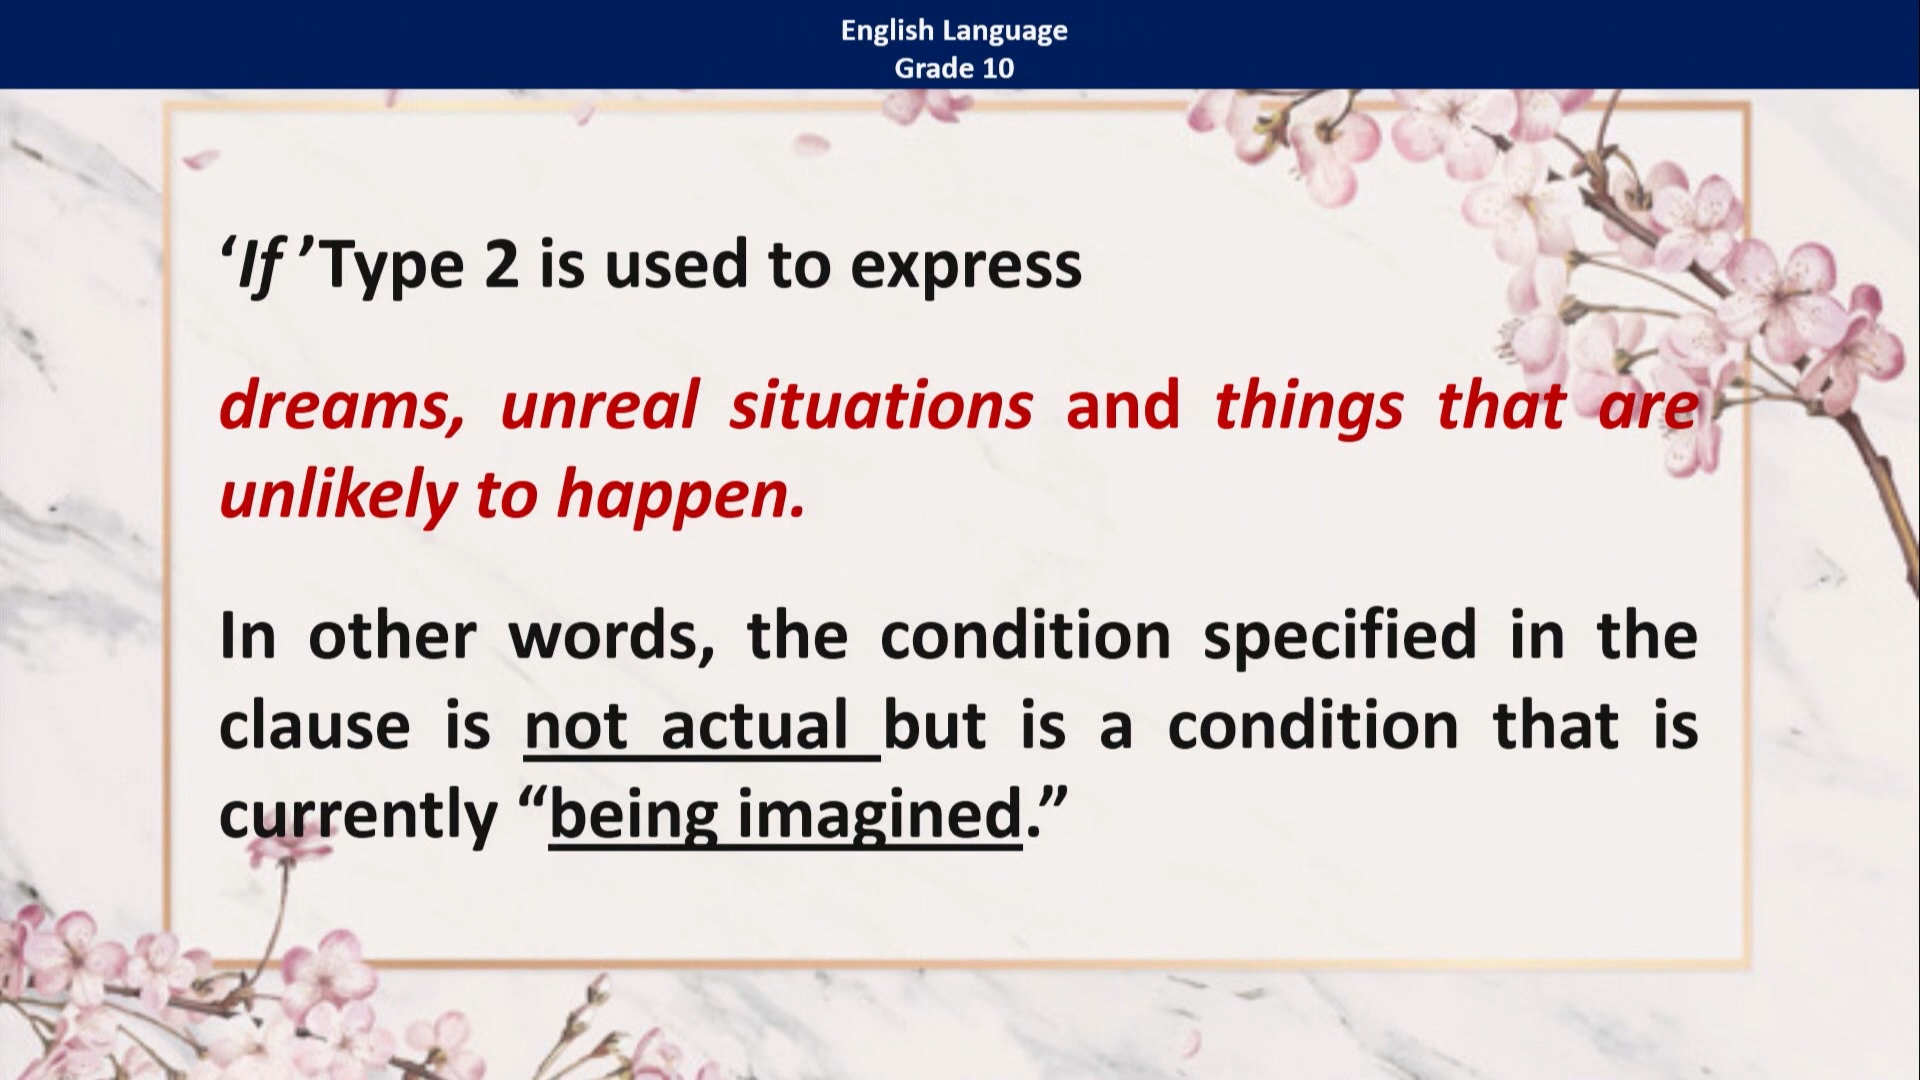 English Language
Grade 10
‘If ’Type 2 is used to express
dreams, unreal situations and things that are
unlikely to happen.
In other words, the condition specified in the
clause is not actual but is a condition that is
currently “being imagined.”